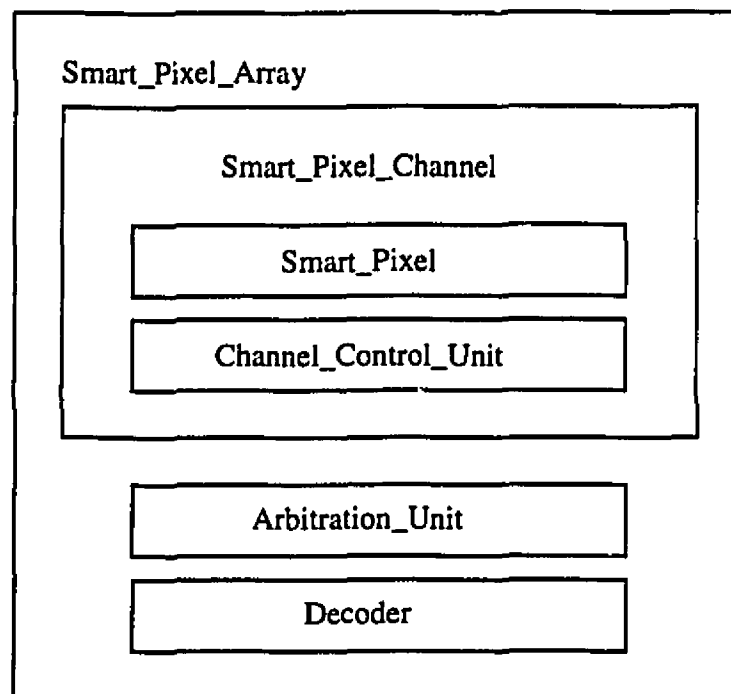 Smart_Pixel_Array
Smart_Pixel_Channel
Smart_Pixel
Channel_Control_Unit
Arbitration_Unit
Decoder